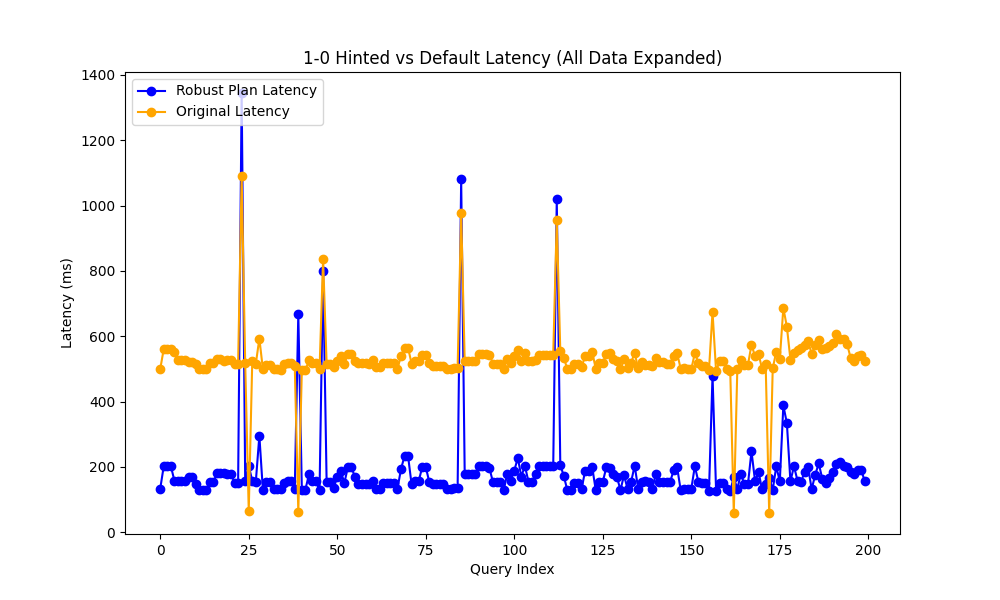 1-0 Hinted vs Default Latency (All Data Expanded)
Robust Plan Latency
Original Latency
Latency (ms)
1400
1200
1000
800
600
400
200
0
0 25 50 75 100 125 150 175 200
Query Index